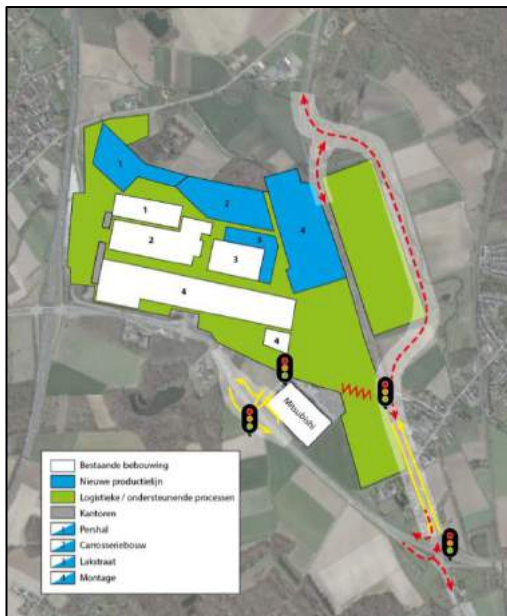 1
2
4
1
2
3
3
4
4
Mitsubishi
Bestaande bebouwing
Nieuwe productielijn
Logistieke / ondersteunende processen
Kantoren
Pershal
Carrosseriebouw
Lakstraat
4 Montage